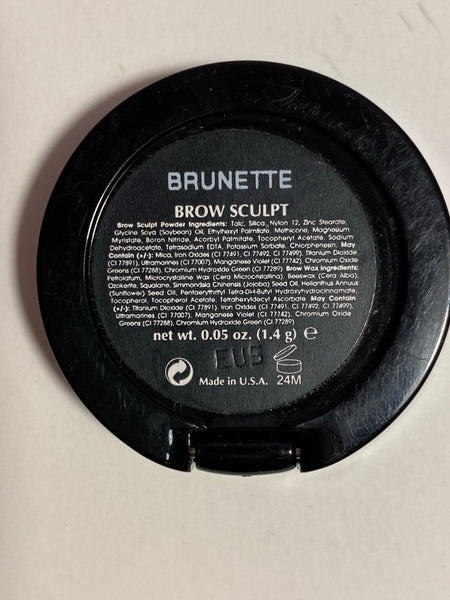 BRUNETTE
BROW SCULPT
Brow Sculpt Powder Ingredients: Talc, Silica, Nylon 12, Zinc Stearate,
Glycine Soya (Soybean) Oil, Ethylhexyl Palmitate, Methicone, Magnesium
Myristate, Boron Nitride, Acorbyl Palmitate, Tocopheryl Acetate, Sodium
Dehydroacetate, Tetrasodium EDTA, Potassium Sorbate, Chlorphenesin, May
Contain (+/-): Mica, Iron Oxides (CI 77491, CI 77492, CI 77499), Titanium Dioxide
(CI 77891), Ultramarines (CI 77007), Manganese Violet (CI 77742), Chromium Oxide
Greens (CI 77288), Chromium Hydroxide Green (CI 77289) Brow Wax Ingredients:
Petrolatum, Microcrystalline Wax (Cera Microcristallina), Beeswax (Cera Alba),
Ozokerite, Squalane, Simmondsia Chinensis (Jojoba) Seed Oil, Helianthus Annuus
(Sunflower) Seed Oil, Pentaerythrityl Tetra-Di-t-Butyl Hydroxyhydrocinnamate,
Tocopherol, Tocopherol Acetate, Tetrahexyldecyl Ascorbate May Contain
(+/-): Titanium Dioxide (CI 77891), Iron Oxides (CI 77491, CI 77492, CI 77499),
Ultramarines (CI 77007), Manganese Violet (CI 77742), Chromium Oxide
Greens (CI 77288), Chromium Hydroxide Green (CI 77289)
net wt. 0.05 oz. (1.4 g) e
EU5
Made in U.S.A. 24M